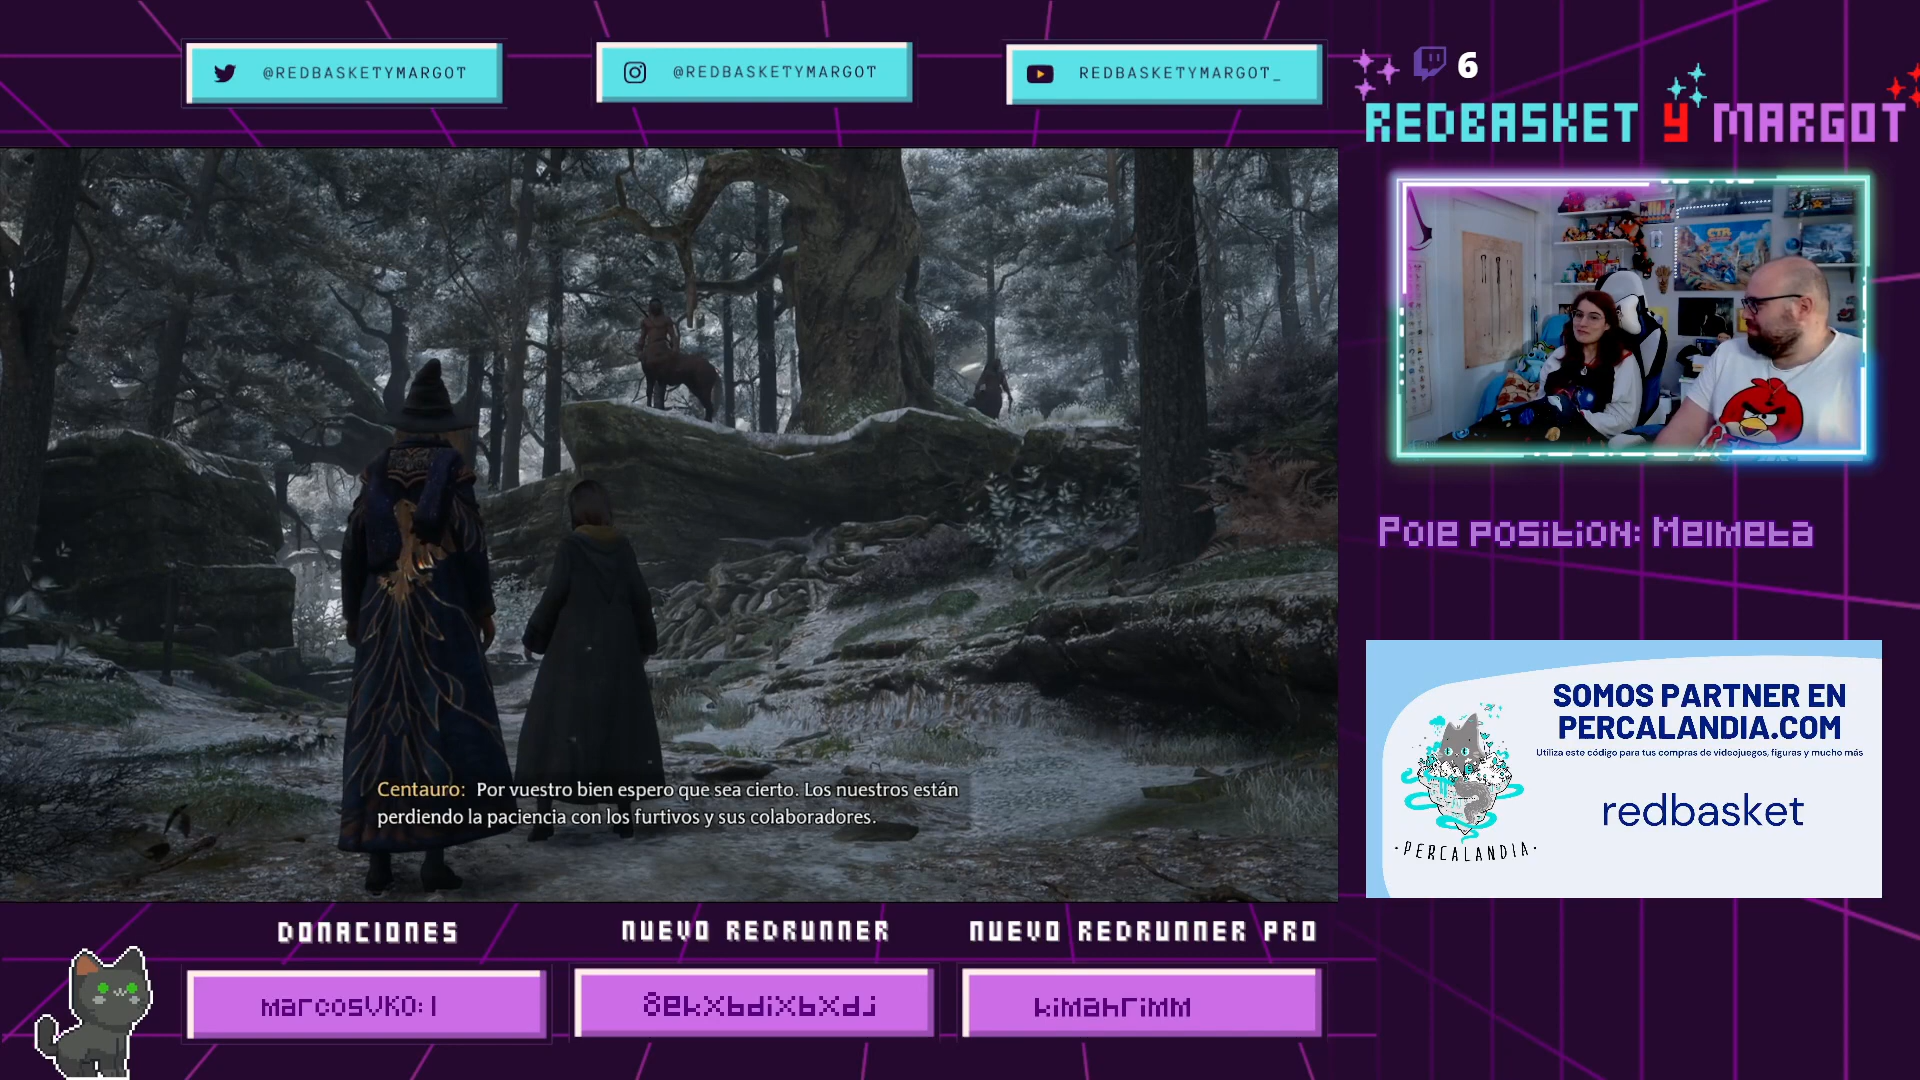 @REDBASKETYMARGOT
@REDBASKETYMARGOT
REDBASKETYMARGOT_
6
REDBASKET Y MARGOT
Pole position: Melmeta
Centauro: Por vuestro bien espero que sea cierto. Los nuestros están
perdiendo la paciencia con los furtivos y sus colaboradores.
SOMOS PARTNER EN
PERCALANDIA.COM
Utiliza este código para tus compras de videojuegos, figuras y mucho más
redbasket
·PERCALANDIA·
DONACIONES
NUEVO REDRUNNER
NUEVO REDRUNNER PRO
marcosVKO: 1
8ekxbdixbxdj
kimahrimm